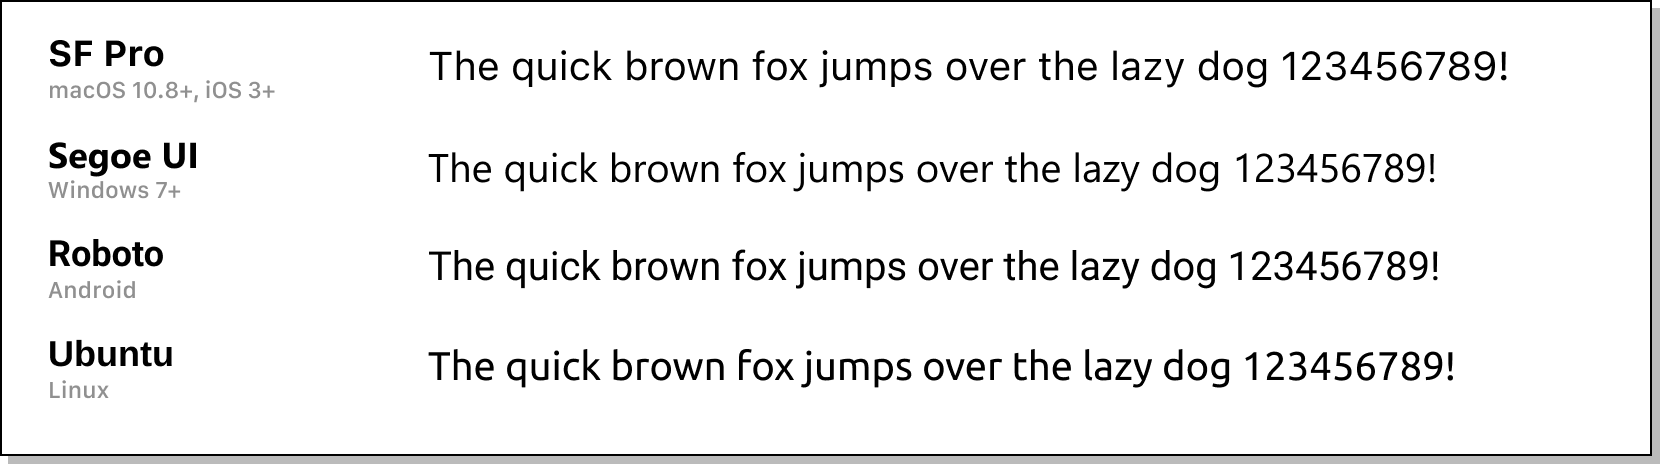 SF Pro
macOS 10.8+, iOS 3+
The quick brown fox jumps over the lazy dog 123456789!
Segoe UI
Windows 7+
The quick brown fox jumps over the lazy dog 123456789!
Roboto
Android
The quick brown fox jumps over the lazy dog 123456789!
Ubuntu
Linux
The quick brown fox jumps over the lazy dog 123456789!